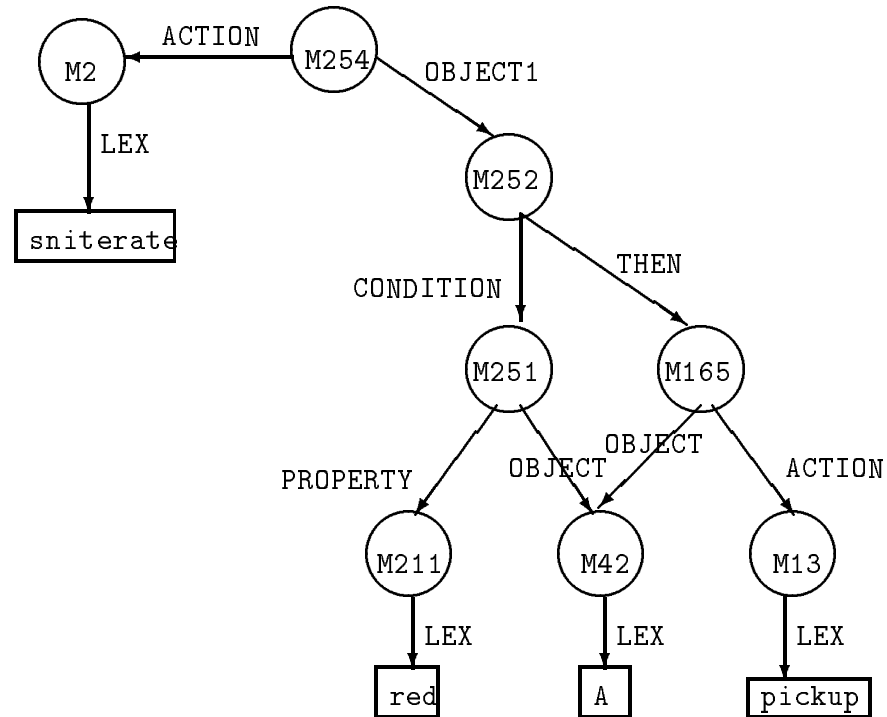 ACTION
M2
M254
OBJECT1
LEX
M252
sniterate
THEN
CONDITION
M251
M165
OBJECT
PROPERTY
OBJECT
ACTION
M211
M42
M13
LEX
LEX
LEX
red
A
pickup